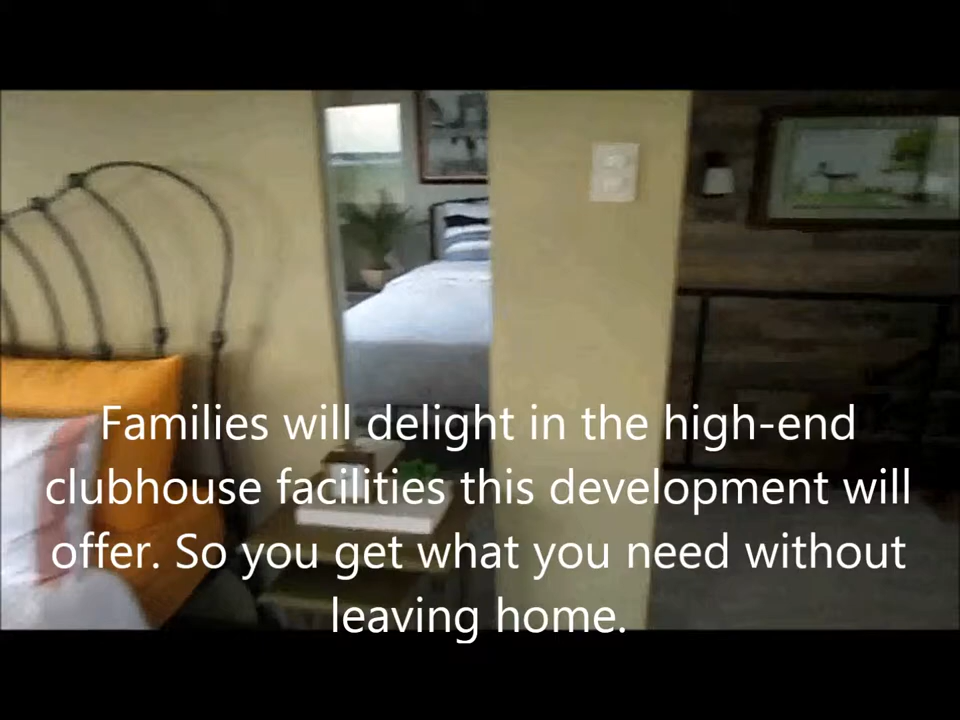 Families will delight in the high-end
clubhouse facilities this development will
offer. So you get what you need without
leaving home.